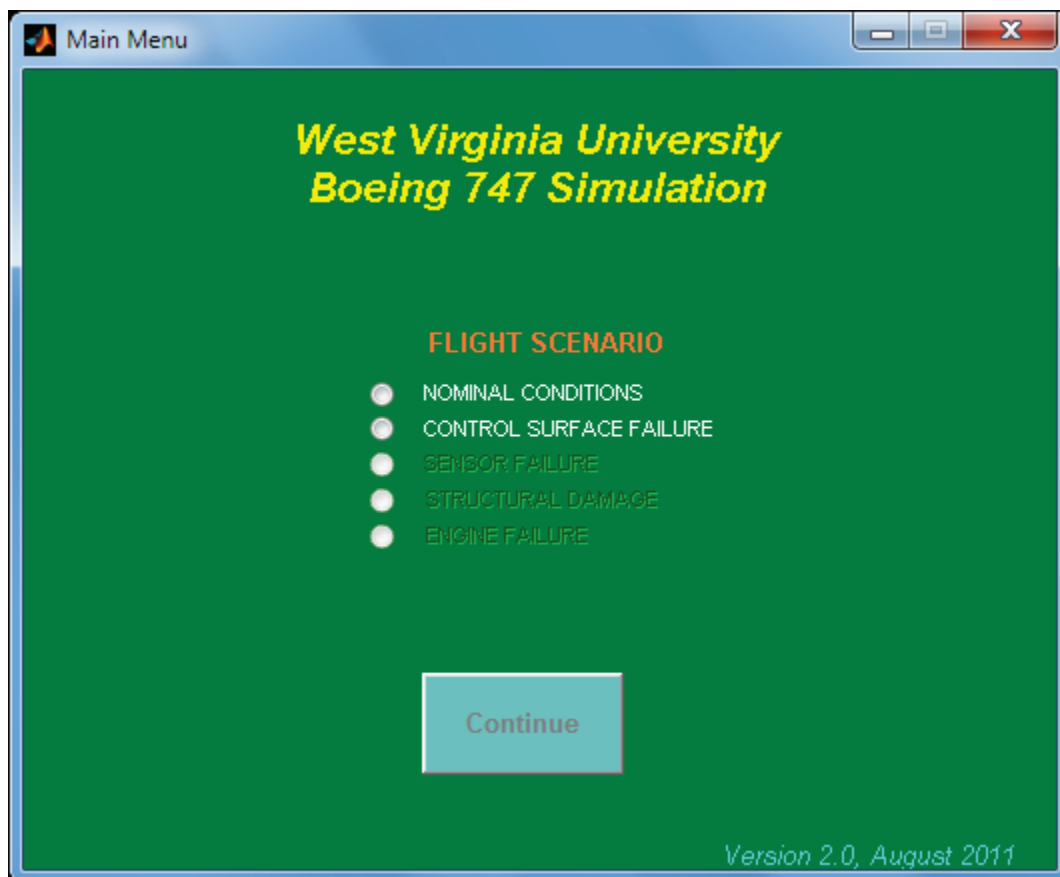 Main Menu
West Virginia University
Boeing 747 Simulation
FLIGHT SCENARIO
NOMINAL CONDITIONS
CONTROL SURFACE FAILURE
SENSOR FAILURE
STRUCTURAL DAMAGE
ENGINE FAILURE
Continue
Version 2.0, August 2011